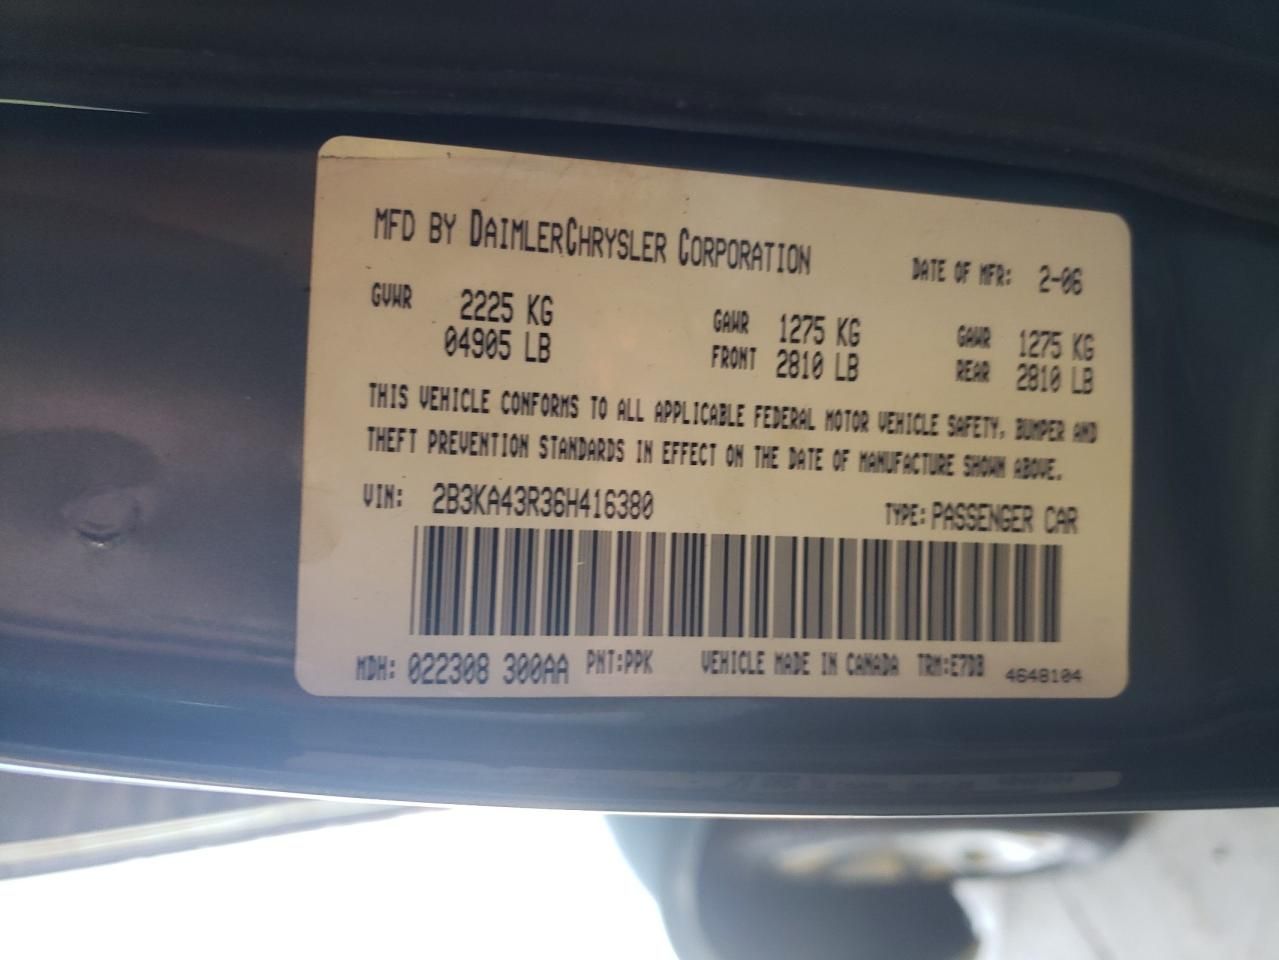 MFD BY DAIMLERCHRYSLER CORPORATION DATE OF MFR: 2-06
GVWR 2225 KG GAWR 1275 KG GAWR 1275 KG
04905 LB FRONT 2810 LB REAR 2810 LB
THIS VEHICLE CONFORMS TO ALL APPLICABLE FEDERAL MOTOR VEHICLE SAFETY, BUMPER AND
THEFT PREVENTION STANDARDS IN EFFECT ON THE DATE OF MANUFACTURE SHOWN ABOVE.
VIN: 2B3KA43R36H416380 TYPE: PASSENGER CAR
MDH: 022308 300AA PNT:PPK VEHICLE MADE IN CANADA TRM:E7DB 4648104